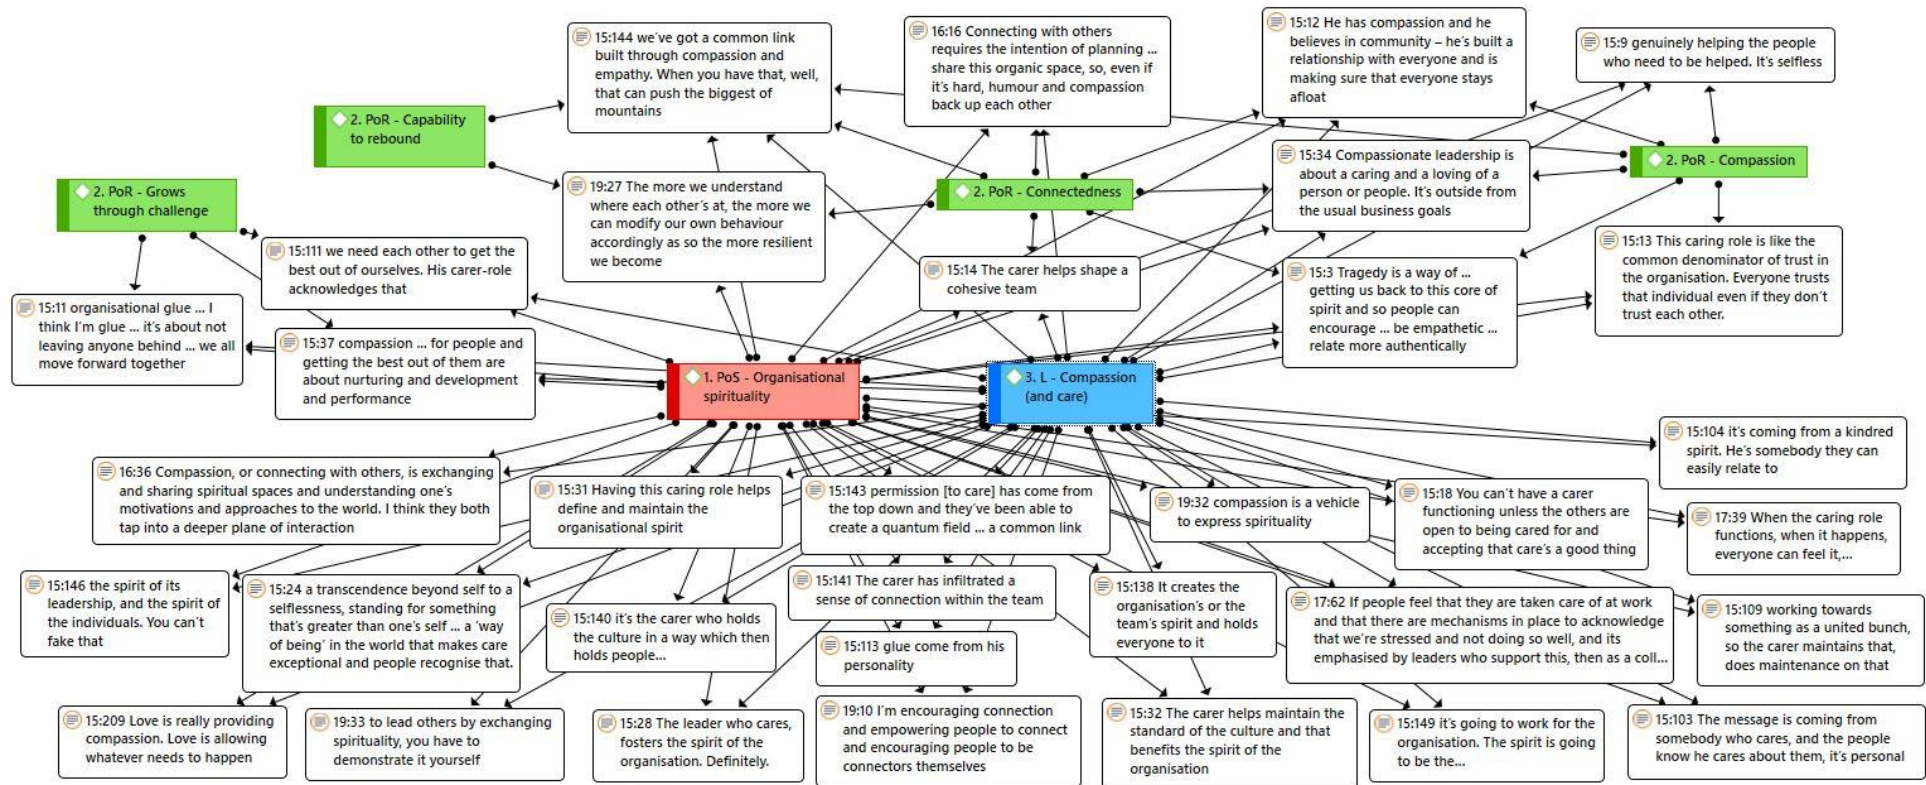 15:144 we've got a common link
built through compassion and
empathy. When you have that, well,
that can push the biggest of
mountains
16:16 Connecting with others
requires the intention of planning ...
share this organic space, so, even if
it's hard, humour and compassion
back up each other
15:12 He has compassion and he
believes in community – he's built a
relationship with everyone and is
making sure that everyone stays
afloat
15:9 genuinely helping the people
who need to be helped. It's selfless
2. PoR - Capability
to rebound
15:34 Compassionate leadership is
about a caring and a loving of a
person or people. It's outside from
the usual business goals
2. PoR - Compassion
2. PoR - Grows
through challenge
19:27 The more we understand
where each other's at, the more we
can modify our own behaviour
accordingly as so the more resilient
we become
2. PoR - Connectedness
15:111 we need each other to get the
best out of ourselves. His carer-role
acknowledges that
15:14 The carer helps shape a
cohesive team
15:3 Tragedy is a way of ...
getting us back to this core of
spirit and so people can
encourage ... be empathetic ...
relate more authentically
15:13 This caring role is like the
common denominator of trust in
the organisation. Everyone trusts
that individual even if they don't
trust each other.
15:11 organisational glue ... I
think I'm glue ... it's about not
leaving anyone behind ... we all
move forward together
15:37 compassion ... for people and
getting the best out of them are
about nurturing and development
and performance
1. PoS - Organisational
spirituality
3. L - Compassion
(and care)
15:104 it's coming from a kindred
spirit. He's somebody they can
easily relate to
16:36 Compassion, or connecting with others, is exchanging
and sharing spiritual spaces and understanding one's
motivations and approaches to the world. I think they both
tap into a deeper plane of interaction
15:31 Having this caring role helps
define and maintain the
organisational spirit
15:143 permission [to care] has come from
the top down and they've been able to
create a quantum field ... a common link
19:32 compassion is a vehicle
to express spirituality
15:18 You can't have a carer
functioning unless the others are
open to being cared for and
accepting that care's a good thing
17:39 When the caring role
functions, when it happens,
everyone can feel it,...
15:146 the spirit of its
leadership, and the spirit of
the individuals. You can't
fake that
15:24 a transcendence beyond self to a
selflessness, standing for something
that's greater than one's self ... a 'way
of being' in the world that makes care
exceptional and people recognise that.
15:140 it's the carer who holds
the culture in a way which then
holds people...
15:141 The carer has infiltrated a
sense of connection within the team
15:113 glue come from his
personality
15:138 It creates the
organisation's or the
team's spirit and holds
everyone to it
17:62 If people feel that they are taken care of at work
and that there are mechanisms in place to acknowledge
that we're stressed and not doing so well, and its
emphasised by leaders who support this, then as a coll...
15:109 working towards
something as a united bunch,
so the carer maintains that,
does maintenance on that
15:209 Love is really providing
compassion. Love is allowing
whatever needs to happen
19:33 to lead others by exchanging
spirituality, you have to
demonstrate it yourself
15:28 The leader who cares,
fosters the spirit of the
organisation. Definitely.
19:10 I'm encouraging connection
and empowering people to connect
and encouraging people to be
connectors themselves
15:32 The carer helps maintain the
standard of the culture and that
benefits the spirit of the
organisation
15:149 it's going to work for the
organisation. The spirit is going
to be the...
15:103 The message is coming from
somebody who cares, and the people
know he cares about them, it's personal